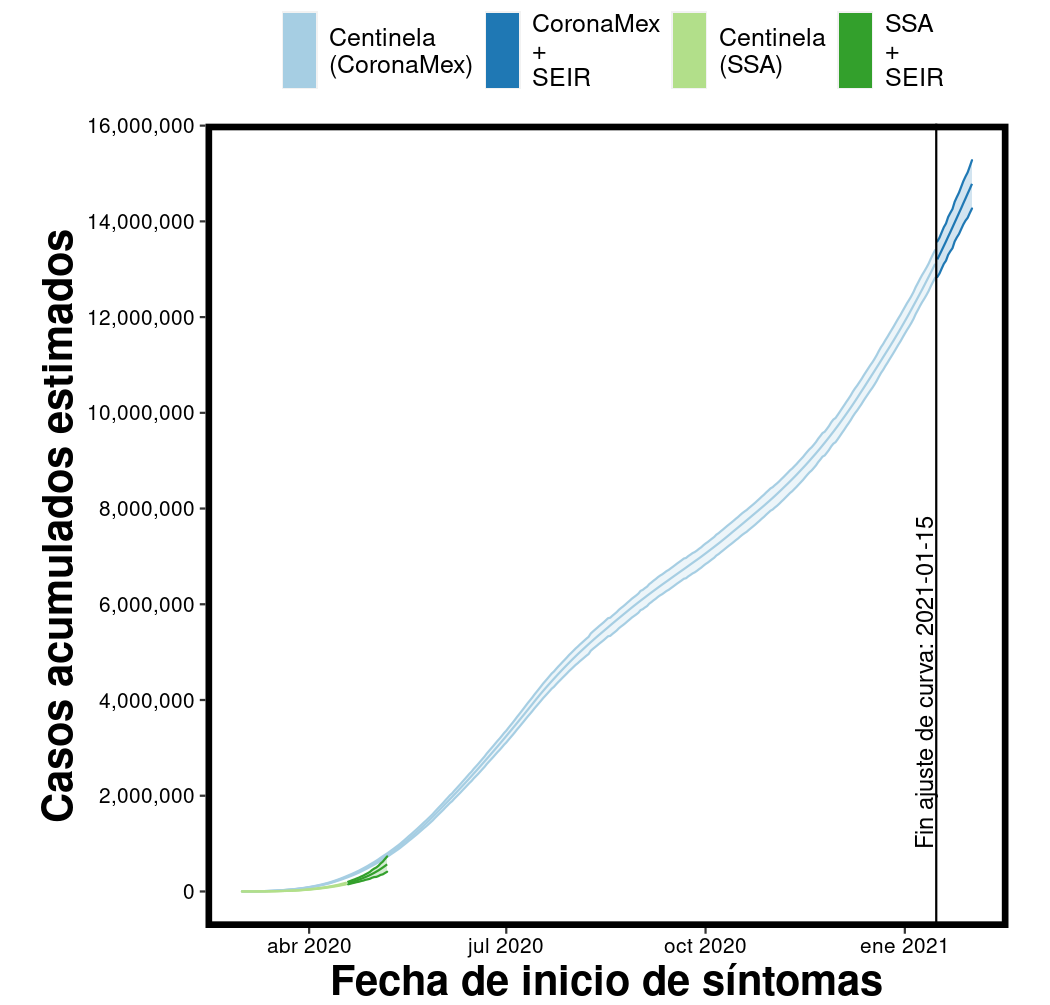 Centinela
(CoronaMex)
CoronaMex
+
SEIR
Centinela
(SSA)
SSA
+
SEIR
Casos acumulados estimados
16,000,000
14,000,000
12,000,000
10,000,000
8,000,000
6,000,000
4,000,000
2,000,000
0
Fin ajuste de curva: 2021-01-15
abr 2020
jul 2020
oct 2020
ene 2021
Fecha de inicio de síntomas